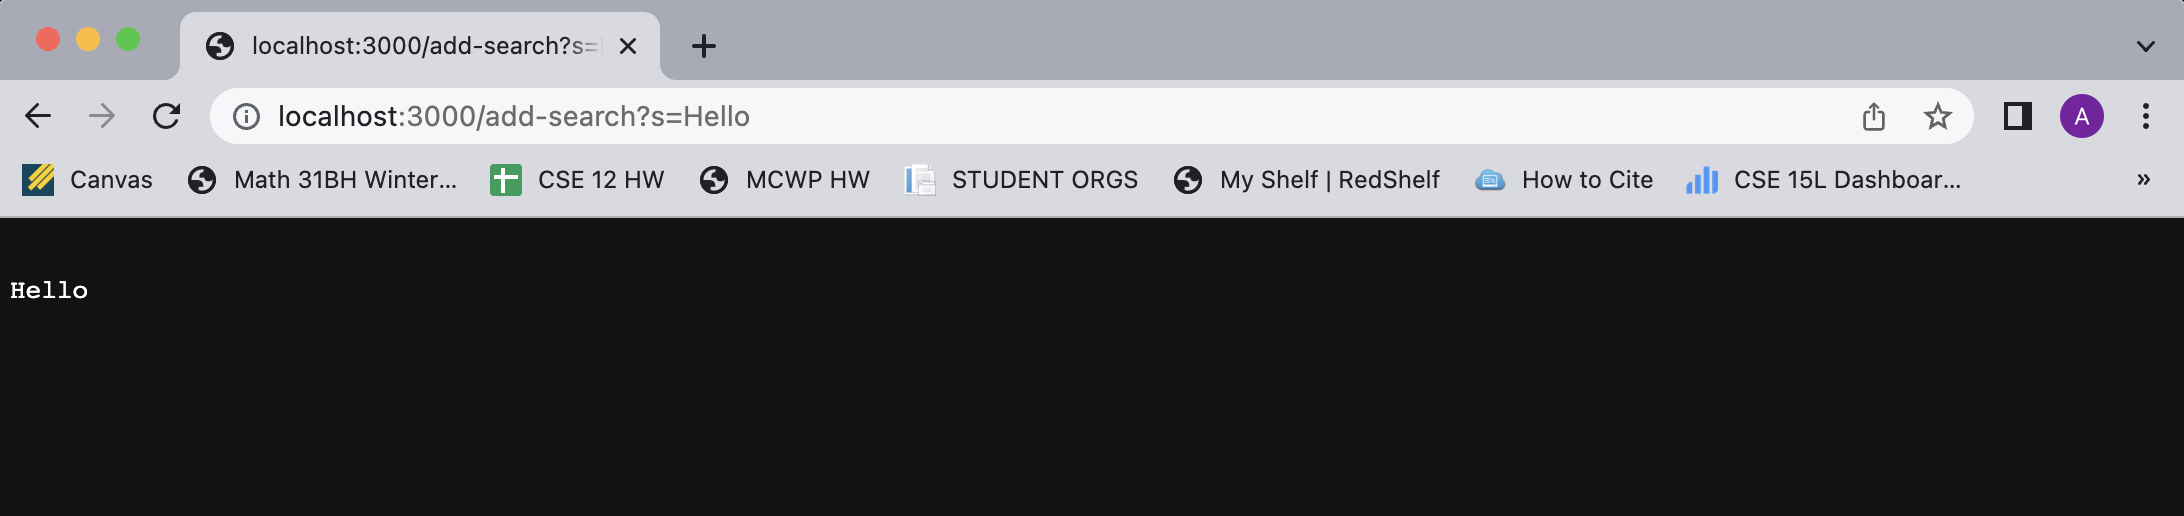 localhost:3000/add-search?s=
localhost:3000/add-search?s=Hello
A
Canvas Math 31BH Winter... CSE 12 HW MCWP HW STUDENT ORGS My Shelf | RedShelf How to Cite CSE 15L Dashboar... »
Hello